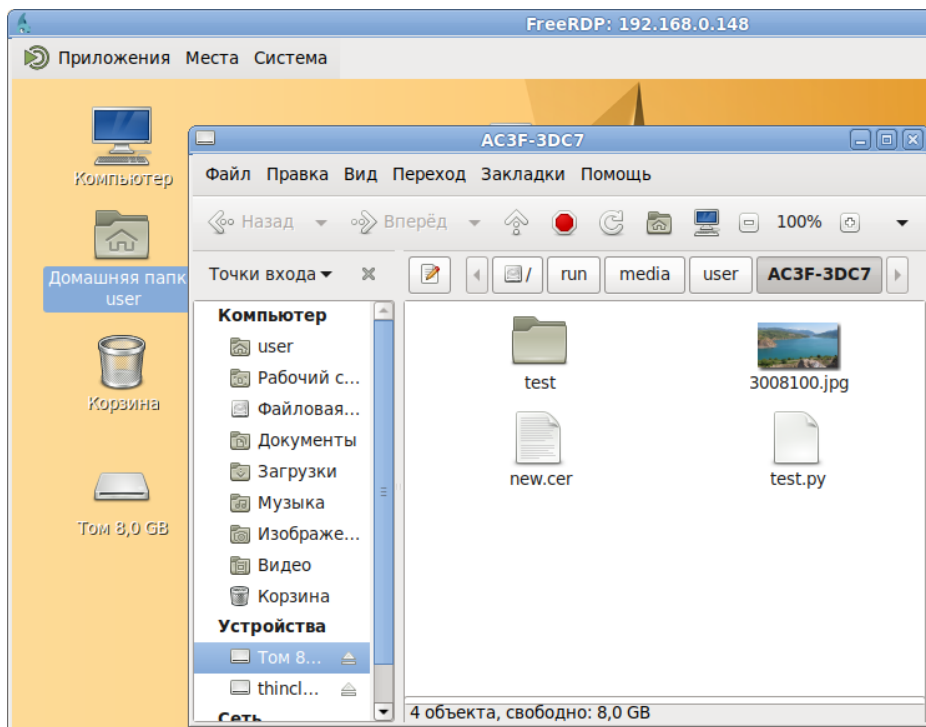 FreeRDP: 192.168.0.148
Приложения Места Система
Компьютер
Домашняя папк
user
Корзина
Том 8,0 GB
AC3F-3DC7
Файл Правка Вид Переход Закладки Помощь
Назад Вперёд 100%
Точки входа
/ run media user AC3F-3DC7
Компьютер
user
Рабочий с...
Файловая...
Документы
Загрузки
Музыка
Изображе...
Видео
Корзина
Устройства
Том 8...
thincl...
Сеть
test
3008100.jpg
new.cer
test.py
4 объекта, свободно: 8,0 GB